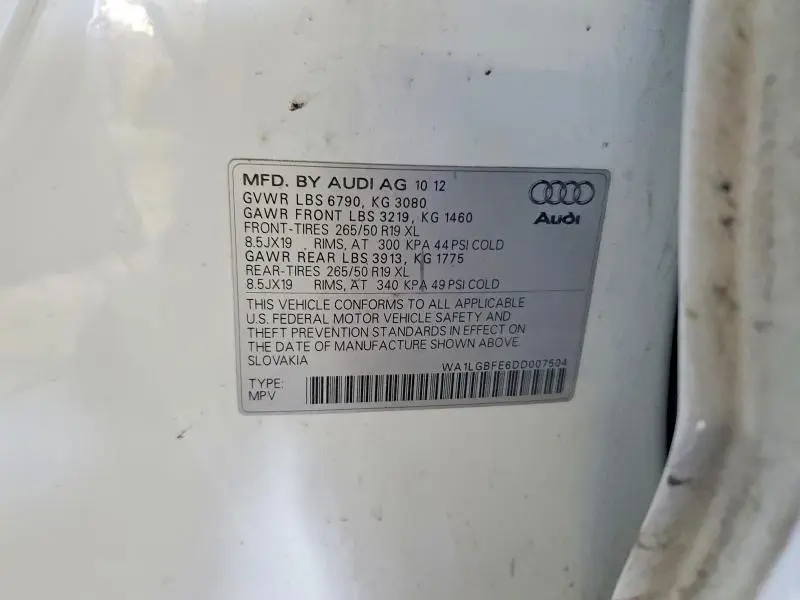 MFD. BY AUDI AG 10 12
GVWR LBS 6790, KG 3080
GAWR FRONT LBS 3219, KG 1460
FRONT-TIRES 265/50 R19 XL
8.5JX19 RIMS, AT 300 KPA 44 PSI COLD
GAWR REAR LBS 3913, KG 1775
REAR-TIRES 265/50 R19 XL
8.5JX19 RIMS, AT 340 KPA 49 PSI COLD
Audi
THIS VEHICLE CONFORMS TO ALL APPLICABLE
U.S. FEDERAL MOTOR VEHICLE SAFETY AND
THEFT PREVENTION STANDARDS IN EFFECT ON
THE DATE OF MANUFACTURE SHOWN ABOVE.
SLOVAKIA
WA1LGBFE6DD007504
TYPE:
MPV